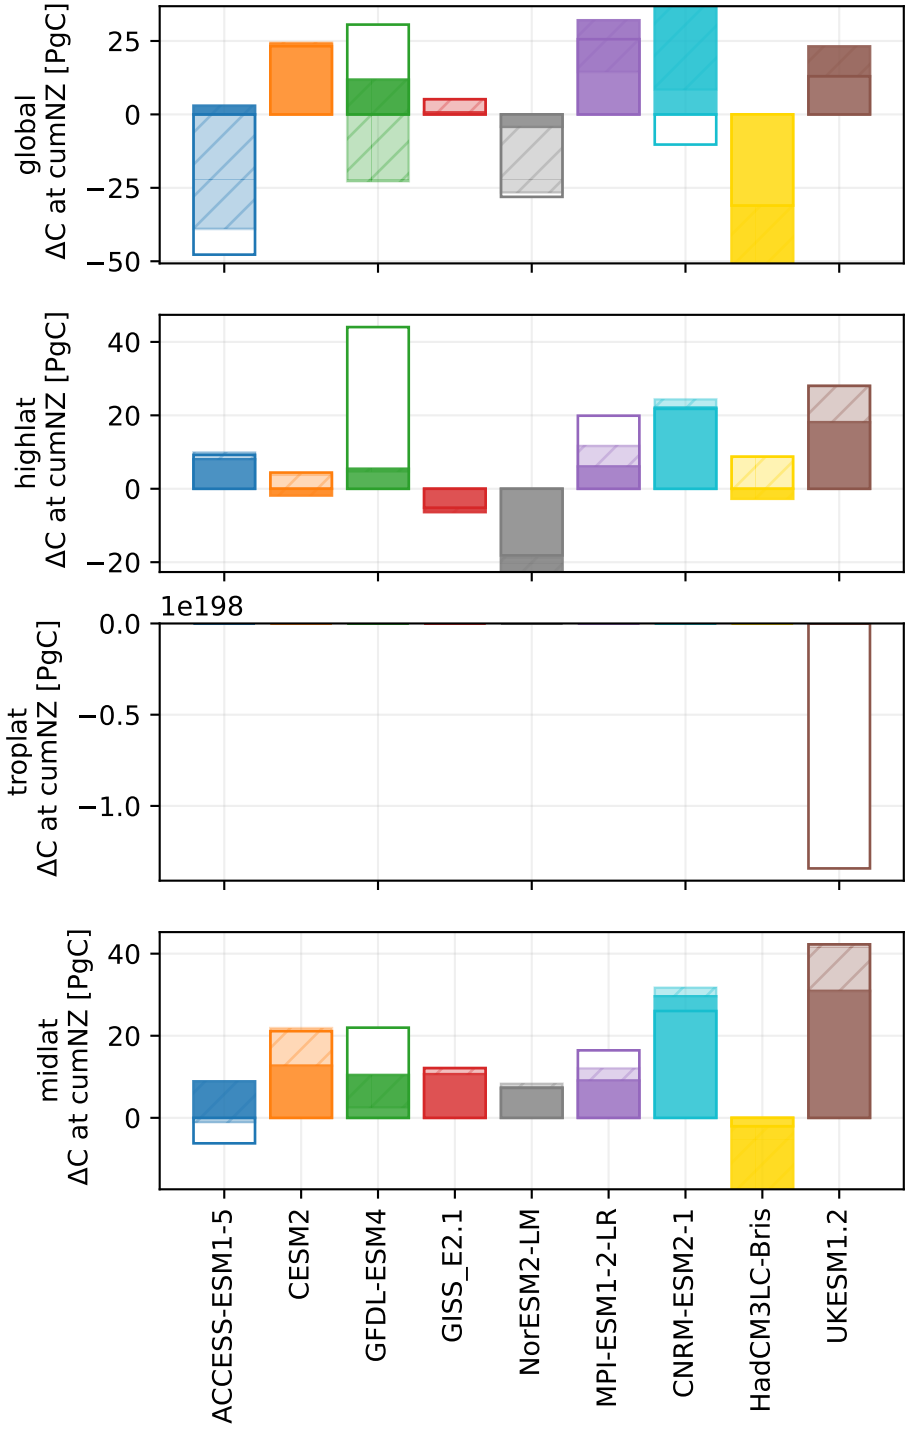 global
ΔC at cumNZ [PgC]
25
0
−25
−50
highlat
ΔC at cumNZ [PgC]
40
20
0
−20
1e198
troplat
ΔC at cumNZ [PgC]
0.0
−0.5
−1.0
midlat
ΔC at cumNZ [PgC]
40
20
0
ACCESS-ESM1-5
CESM2
GFDL-ESM4
GISS_E2.1
NorESM2-LM
MPI-ESM1-2-LR
CNRM-ESM2-1
HadCM3LC-Bris
UKESM1.2